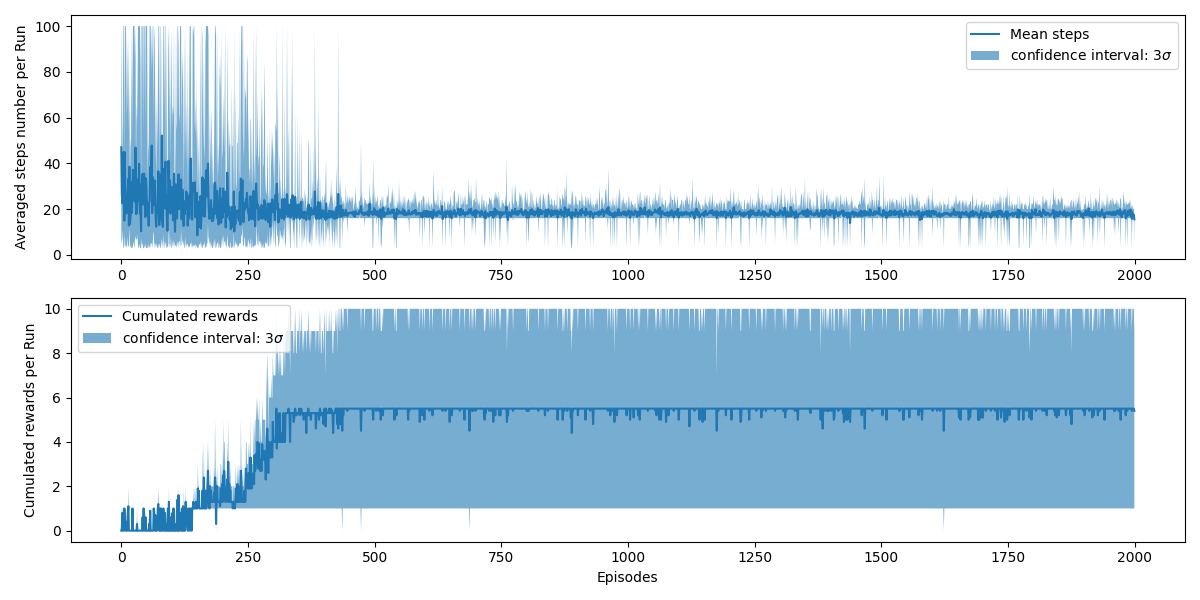 Averaged steps number per Run
100
80
60
40
20
0
Mean steps
confidence interval: 3σ
0 250 500 750 1000 1250 1500 1750 2000
Cumulated rewards per Run
10
8
6
4
2
0
Cumulated rewards
confidence interval: 3σ
0 250 500 750 1000 1250 1500 1750 2000
Episodes